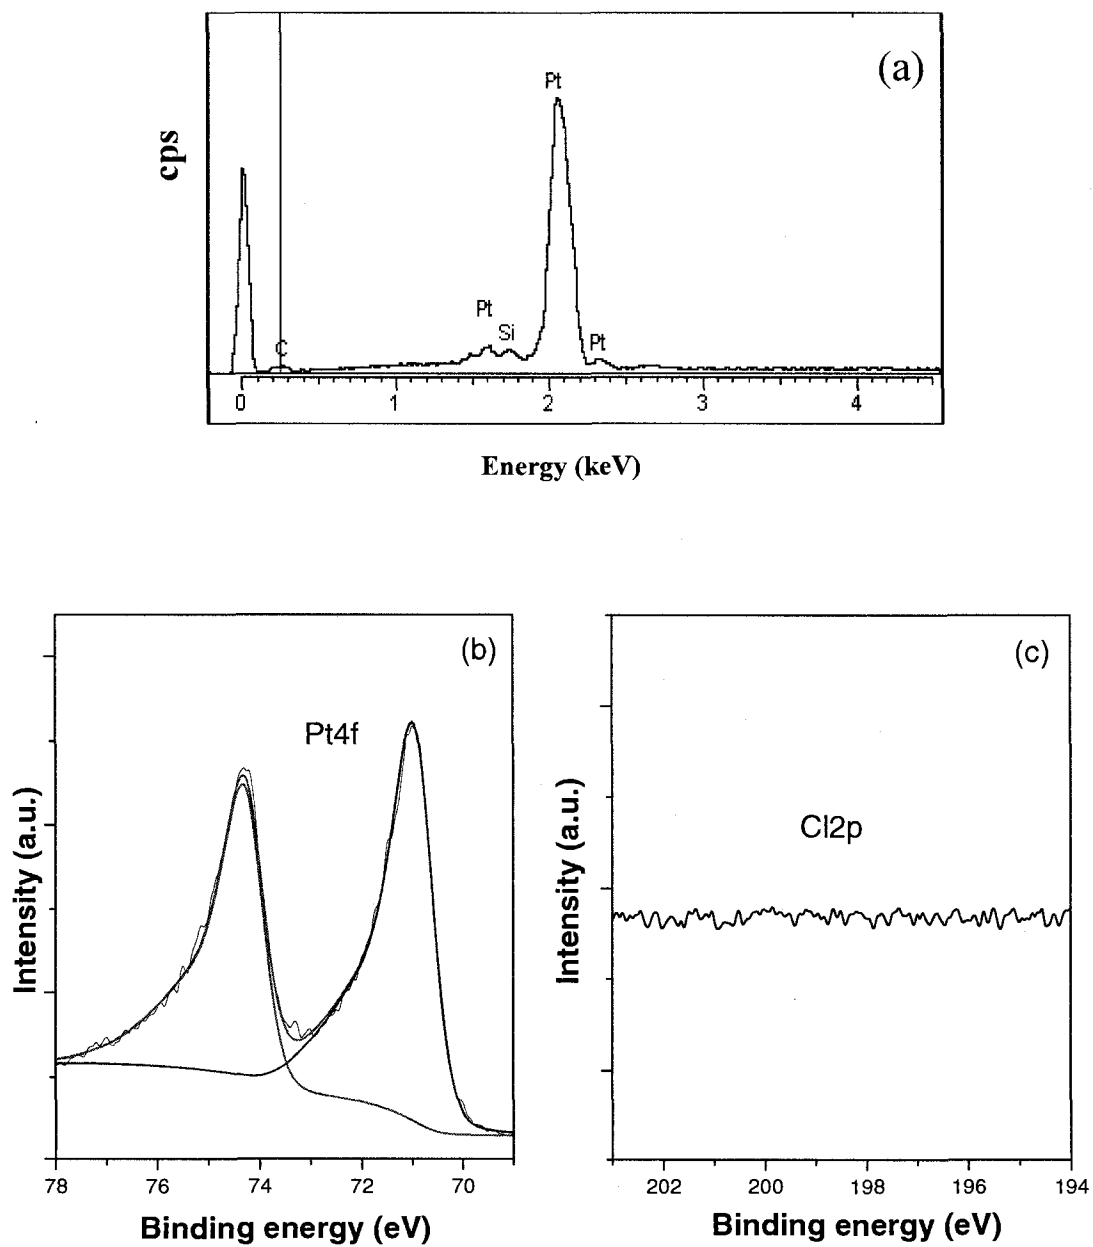 (a)
Pt
cps
Pt
Si
Pt
C
0 1 2 3 4
Energy (keV)
(b)
Pt4f
Intensity (a.u.)
78 76 74 72 70
Binding energy (eV)
(c)
Cl2p
Intensity (a.u.)
202 200 198 196 194
Binding energy (eV)